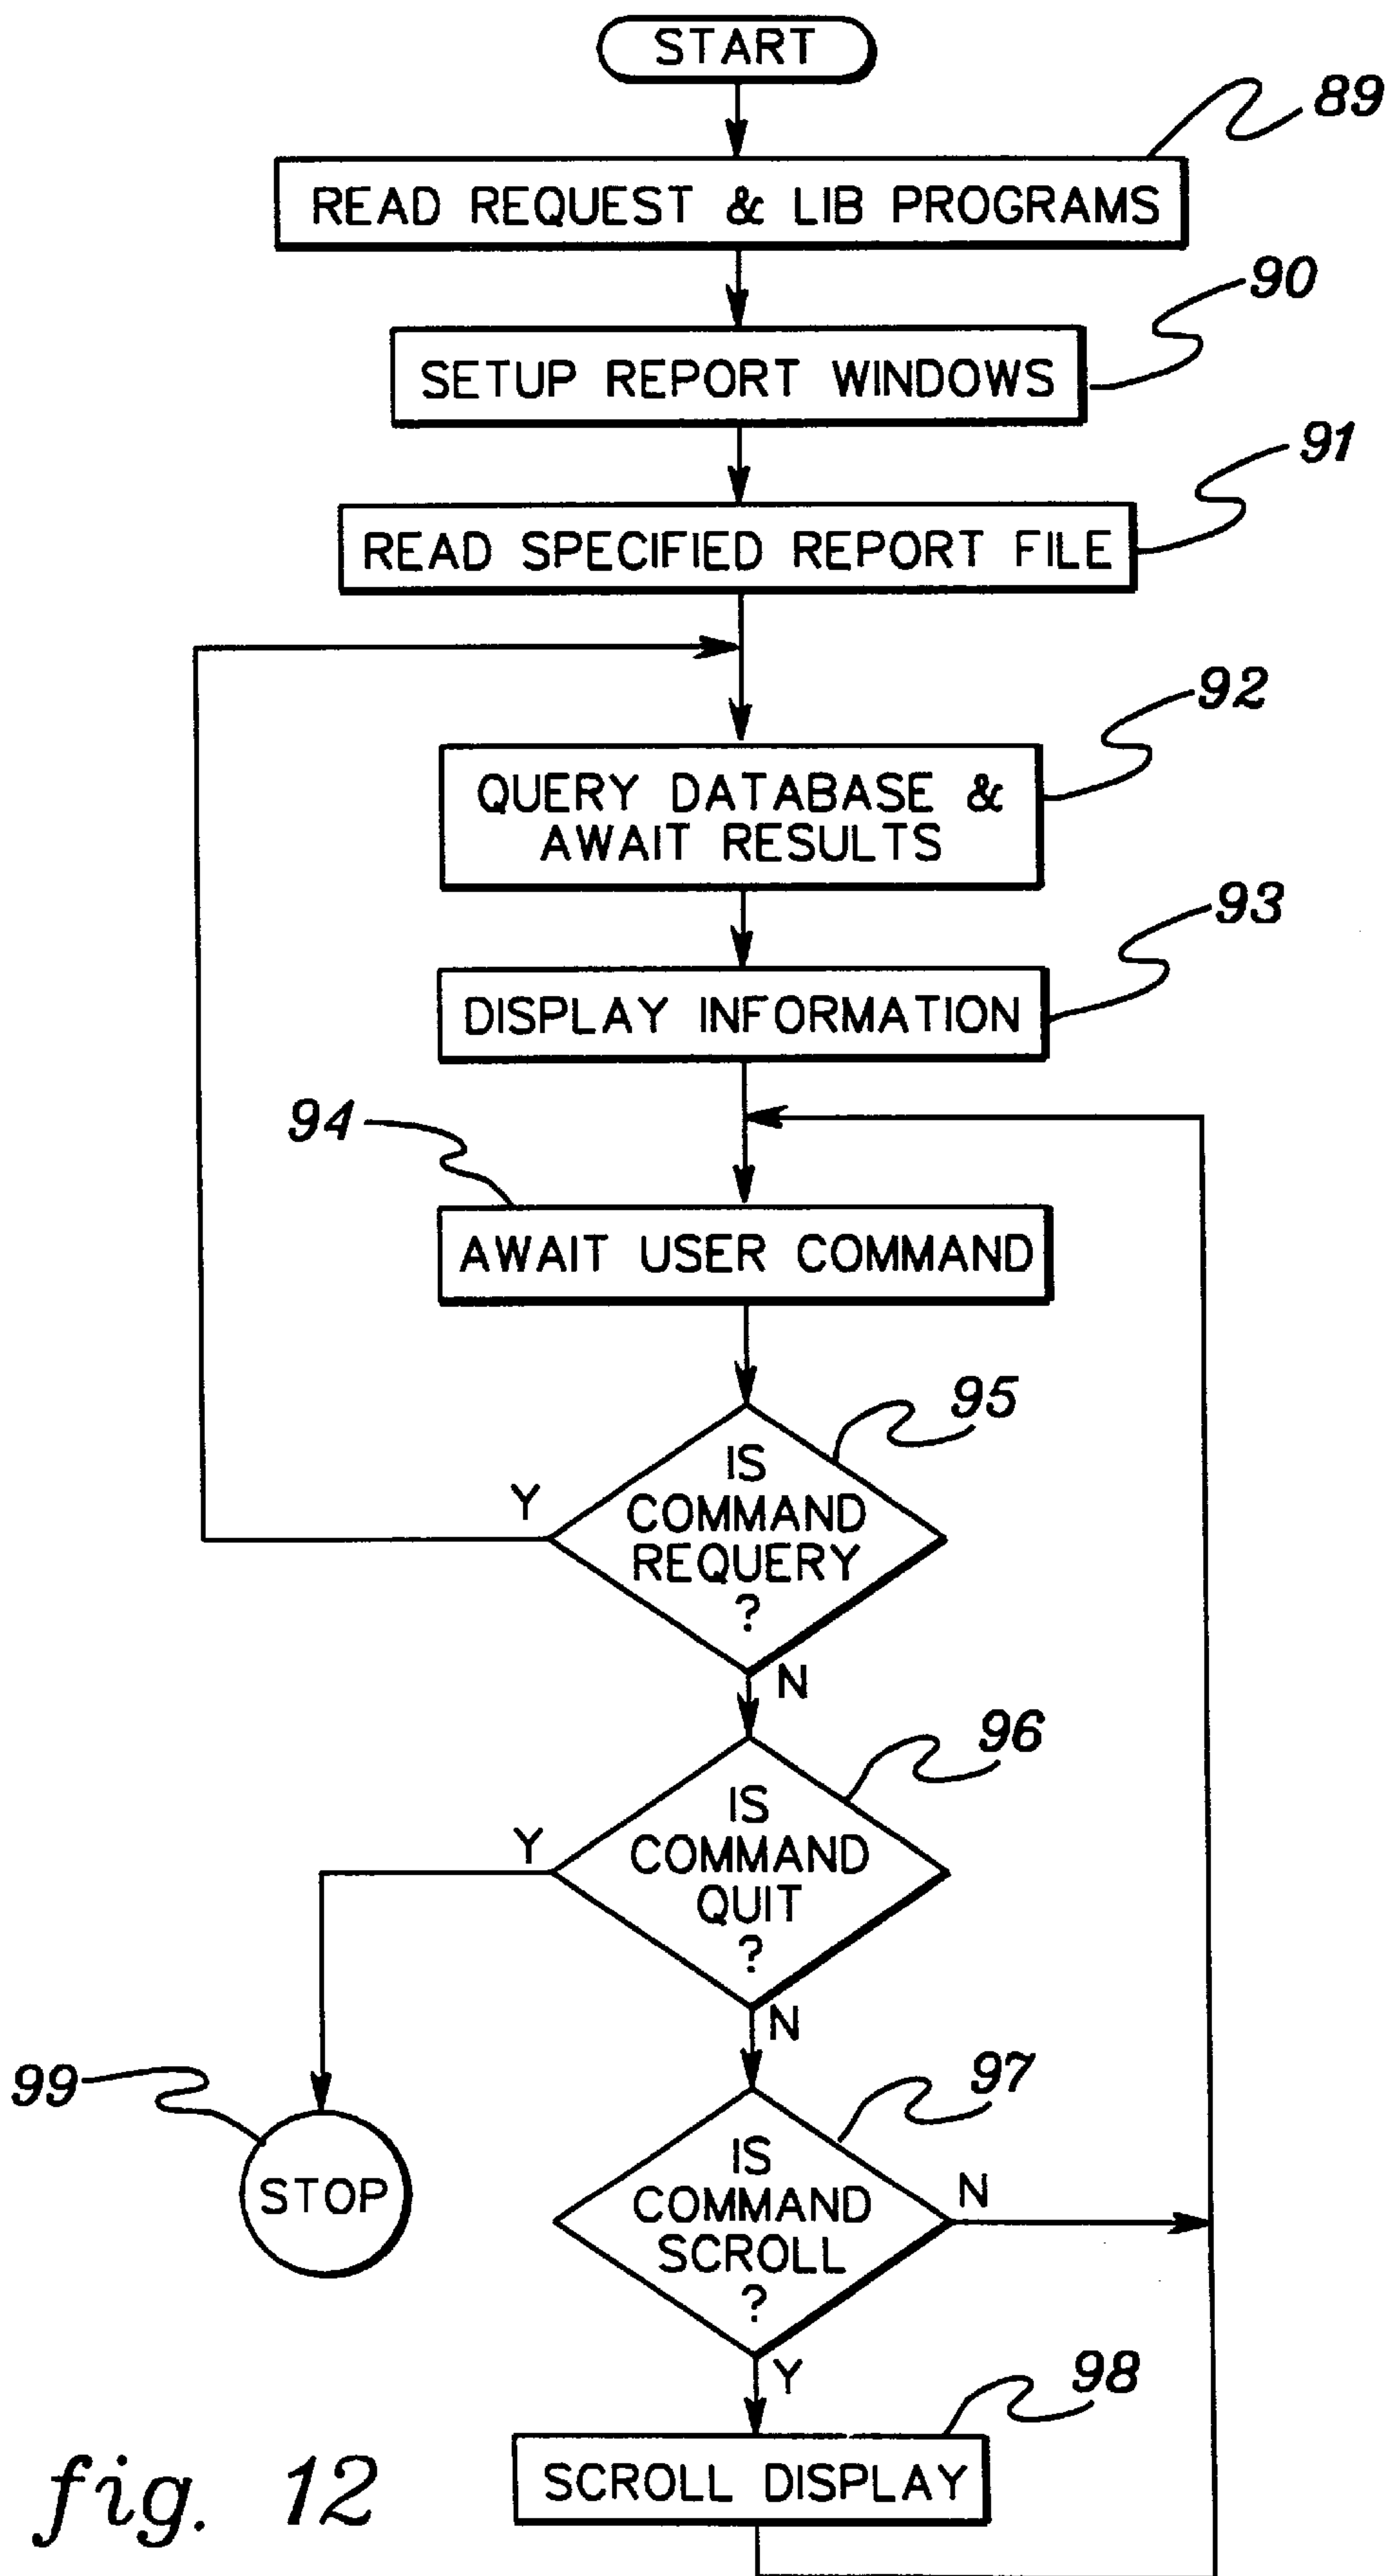 START
89
READ REQUEST & LIB PROGRAMS
90
SETUP REPORT WINDOWS
91
READ SPECIFIED REPORT FILE
92
QUERY DATABASE &
AWAIT RESULTS
93
DISPLAY INFORMATION
94
AWAIT USER COMMAND
95
IS
COMMAND
REQUERY
?
Y
N
96
IS
COMMAND
QUIT
?
Y
N
99
STOP
97
IS
COMMAND
SCROLL
?
N
Y
98
SCROLL DISPLAY
fig. 12